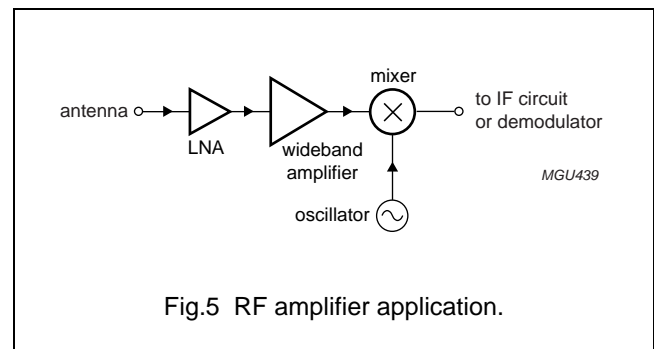 mixer
antenna
to IF circuit
or demodulator
LNA
wideband
amplifier
MGU439
oscillator
Fig.5 RF amplifier application.